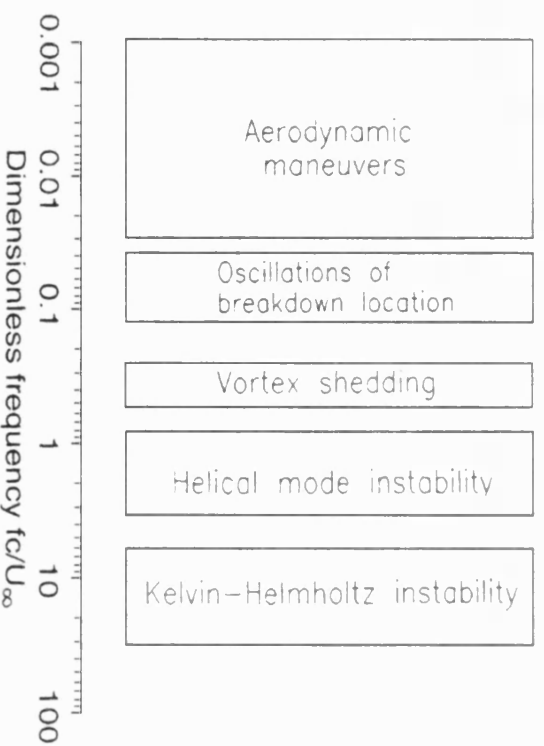 Aerodynamic
maneuvers
Oscillations of
breakdown location
Vortex shedding
Helical mode instability
Kelvin-Helmholtz instability
0.001
0.01
0.1
1
10
100
Dimensionless frequency fc/U∞